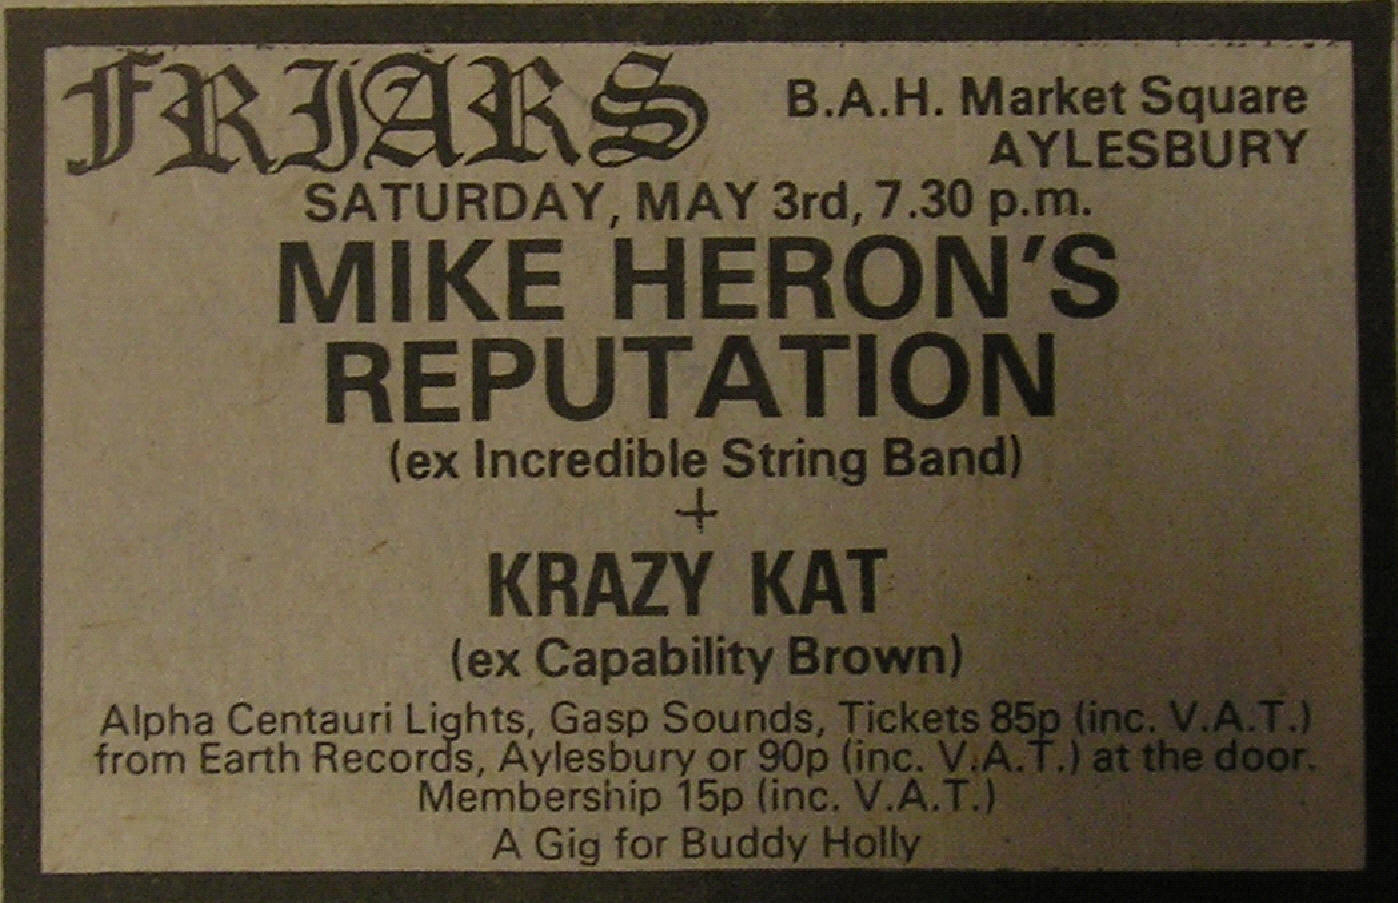 FRIARS
B.A.H. Market Square
AYLESBURY
SATURDAY, MAY 3rd, 7.30 p.m.
MIKE HERON'S
REPUTATION
(ex Incredible String Band)
+
KRAZY KAT
(ex Capability Brown)
Alpha Centauri Lights, Gasp Sounds, Tickets 85p (inc. V.A.T.)
from Earth Records, Aylesbury or 90p (inc. V.A.T.) at the door.
Membership 15p (inc. V.A.T.)
A Gig for Buddy Holly